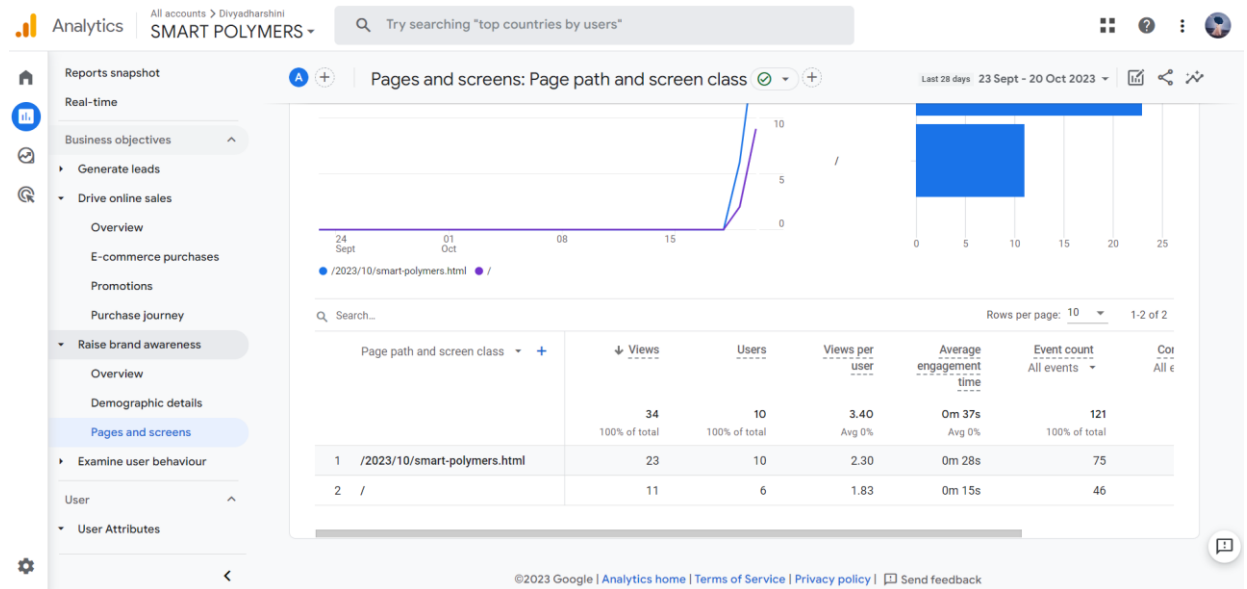 All accounts > Divyadharshini
Analytics
SMART POLYMERS
Try searching "top countries by users"
Reports snapshot
Real-time
Business objectives
Generate leads
Drive online sales
Overview
E-commerce purchases
Promotions
Purchase journey
Raise brand awareness
Overview
Demographic details
Pages and screens
Examine user behaviour
User
User Attributes
A
Pages and screens: Page path and screen class
Last 28 days 23 Sept - 20 Oct 2023
10
5
0
24
Sept
01
Oct
08
15
/2023/10/smart-polymers.html /
/
0 5 10 15 20 25
Search...
Rows per page: 10 1-2 of 2
Page path and screen class
Views
Users
Views per
user
Average
engagement
time
Event count
All events
34 10 3.40 0m 37s 121
100% of total 100% of total Avg 0% Avg 0% 100% of total
1 /2023/10/smart-polymers.html 23 10 2.30 0m 28s 75
2 / 11 6 1.83 0m 15s 46
©2023 Google | Analytics home | Terms of Service | Privacy policy | Send feedback